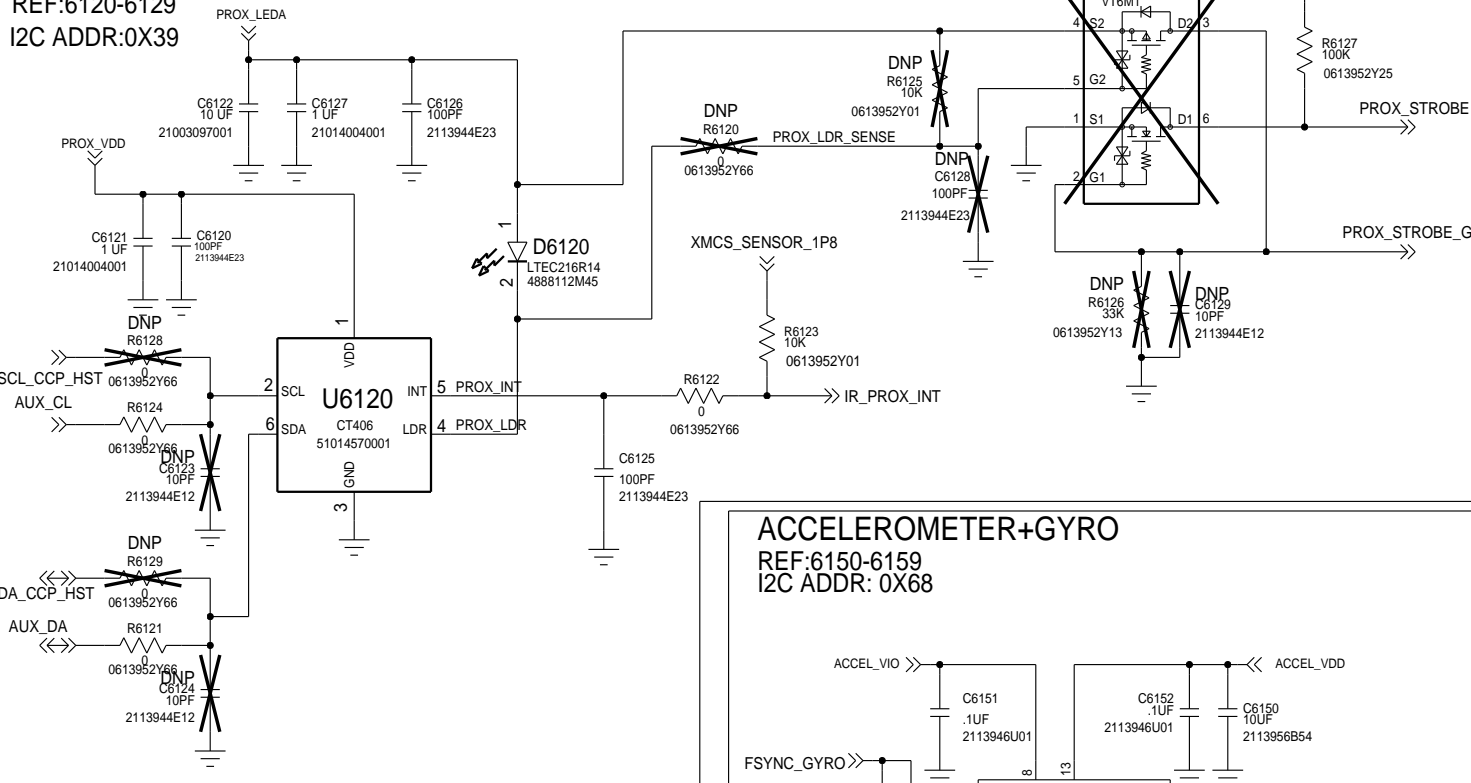 REF:6120-6129
I2C ADDR:0X39
PROX_LEDA
C6122
10 UF
21003097001
C6127
1 UF
21014004001
C6126
100PF
2113944E23
PROX_VDD
C6121
1 UF
21014004001
C6120
100PF
2113944E23
DNP
R6120
0
0613952Y66
PROX_LDR_SENSE
DNP
R6125
10K
0613952Y01
DNP
C6128
100PF
2113944E23
VT6M1
4 S2
D2 3
5 G2
1 S1
D1 6
2 G1
R6127
100K
0613952Y25
PROX_STROBE
PROX_STROBE_G
DNP
R6126
33K
0613952Y13
DNP
C6129
10PF
2113944E12
1
D6120
LTEC216R14
4888112M45
2
XMCS_SENSOR_1P8
R6123
10K
0613952Y01
DNP
R6128
0
0613952Y66
SCL_CCP_HST
AUX_CL
R6124
0
0613952Y66
DNP
C6123
10PF
2113944E12
1
VDD
2 SCL
6 SDA
U6120
CT406
51014570001
INT 5 PROX_INT
LDR 4 PROX_LDR
GND
3
R6122
0
0613952Y66
IR_PROX_INT
C6125
100PF
2113944E23
DNP
R6129
0
0613952Y66
DA_CCP_HST
AUX_DA
R6121
0
0613952Y66
DNP
C6124
10PF
2113944E12
ACCELEROMETER+GYRO
REF:6150-6159
I2C ADDR: 0X68
ACCEL_VIO
ACCEL_VDD
C6151
.1UF
2113946U01
C6152
.1UF
2113946U01
C6150
10UF
2113956B54
FSYNC_GYRO
8
13